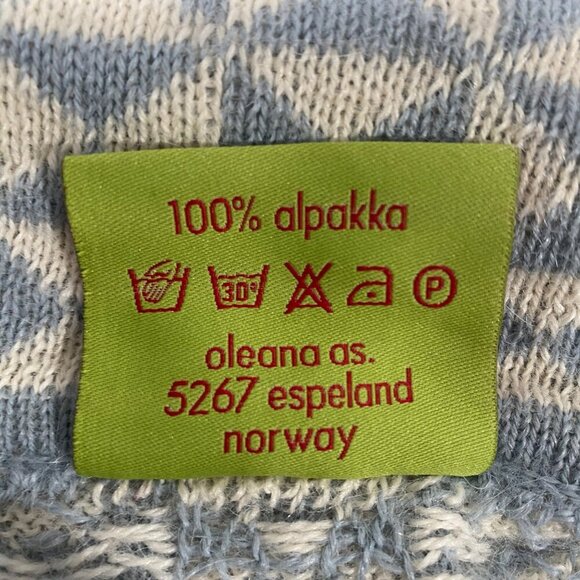 100% alpakka
30°
P
oleana as.
5267 espeland
norway